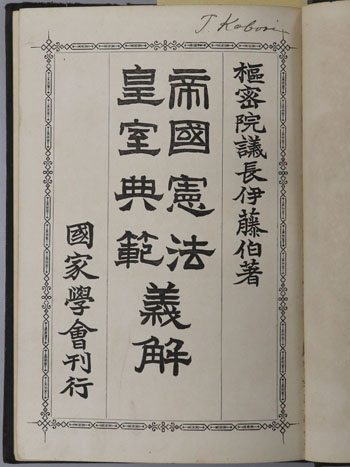 T. Kobori
樞密院議長伊藤伯著
帝國憲法
皇室典範
義解
國家學會刊行